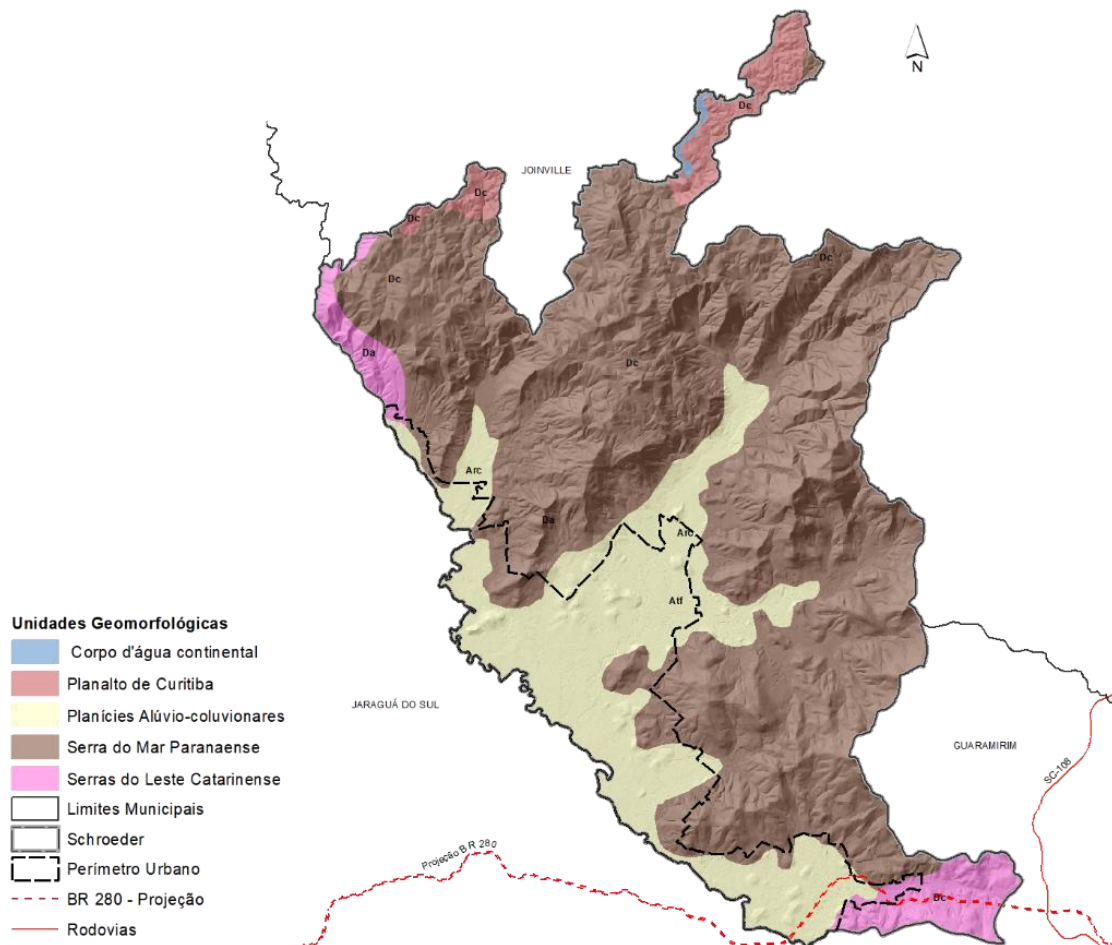 N
Dc
JOINVILLE
Dc
Dc
Dc
Dc
Da
Dc
Arc
Da
Arc
Atf
JARAGUÁ DO SUL
GUARAMIRIM
SC-108
Projeção B R 280
Dc
Unidades Geomorfológicas
Corpo d'água continental
Planalto de Curitiba
Planícies Alúvio-coluvionares
Serra do Mar Paranaense
Serras do Leste Catarinense
Limites Municipais
Schroeder
Perímetro Urbano
BR 280 - Projeção
Rodovias